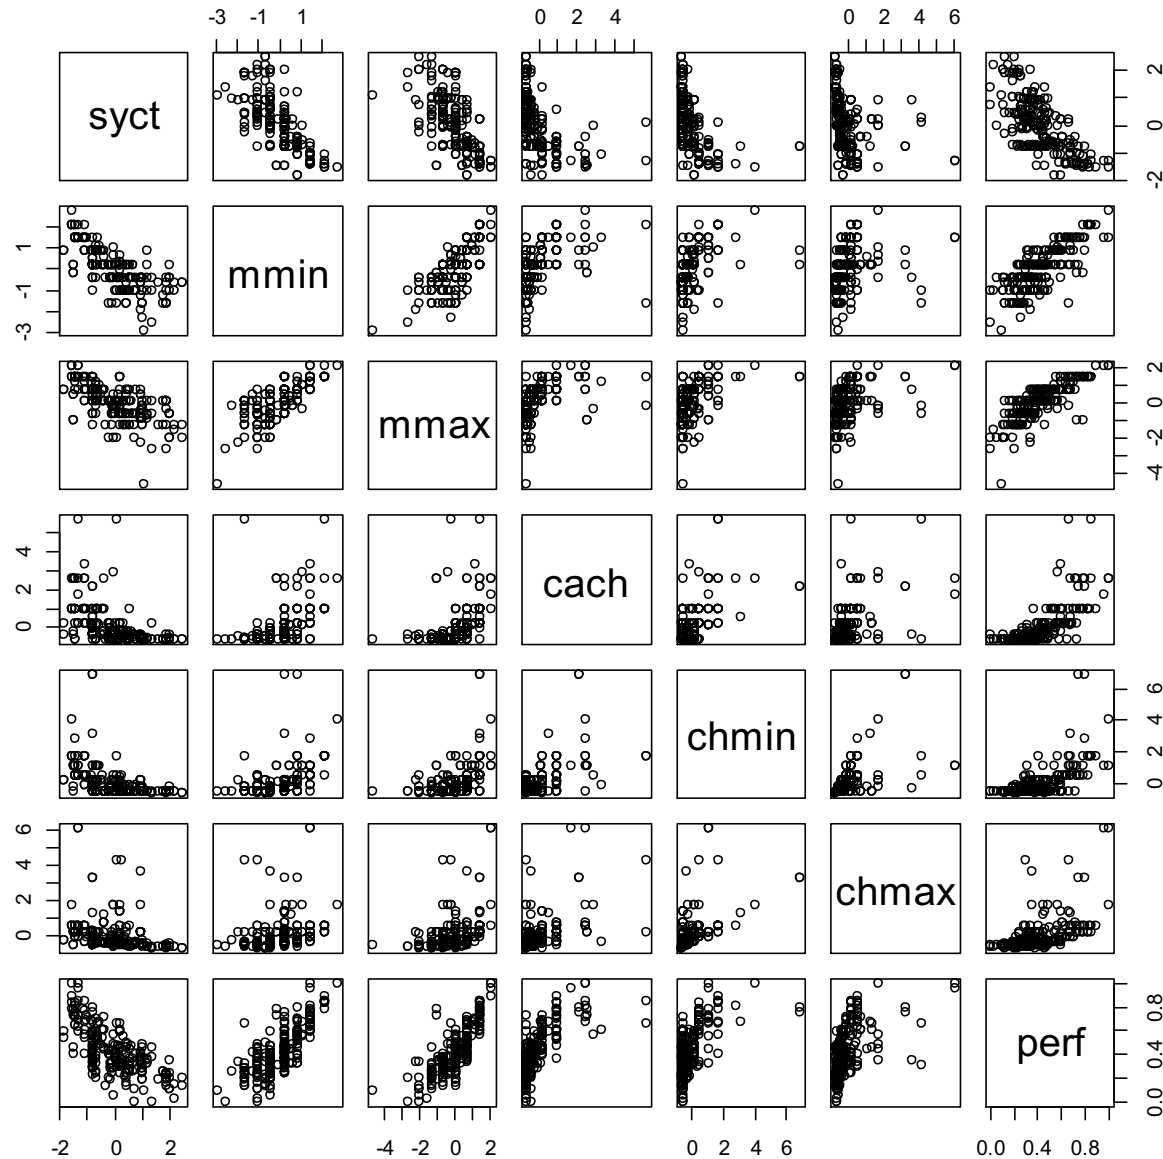 -3 -1 1 0 2 4 0 2 4 6
syct 2 0 -2
1 -1 -3 mmin
mmax 2 0 -2 -4
4 2 0 cach
chmin 6 4 2 0
6 4 2 0 chmax
perf 0.8 0.4 0.0
-2 0 2 -4 -2 0 2 0 2 4 6 0.0 0.4 0.8